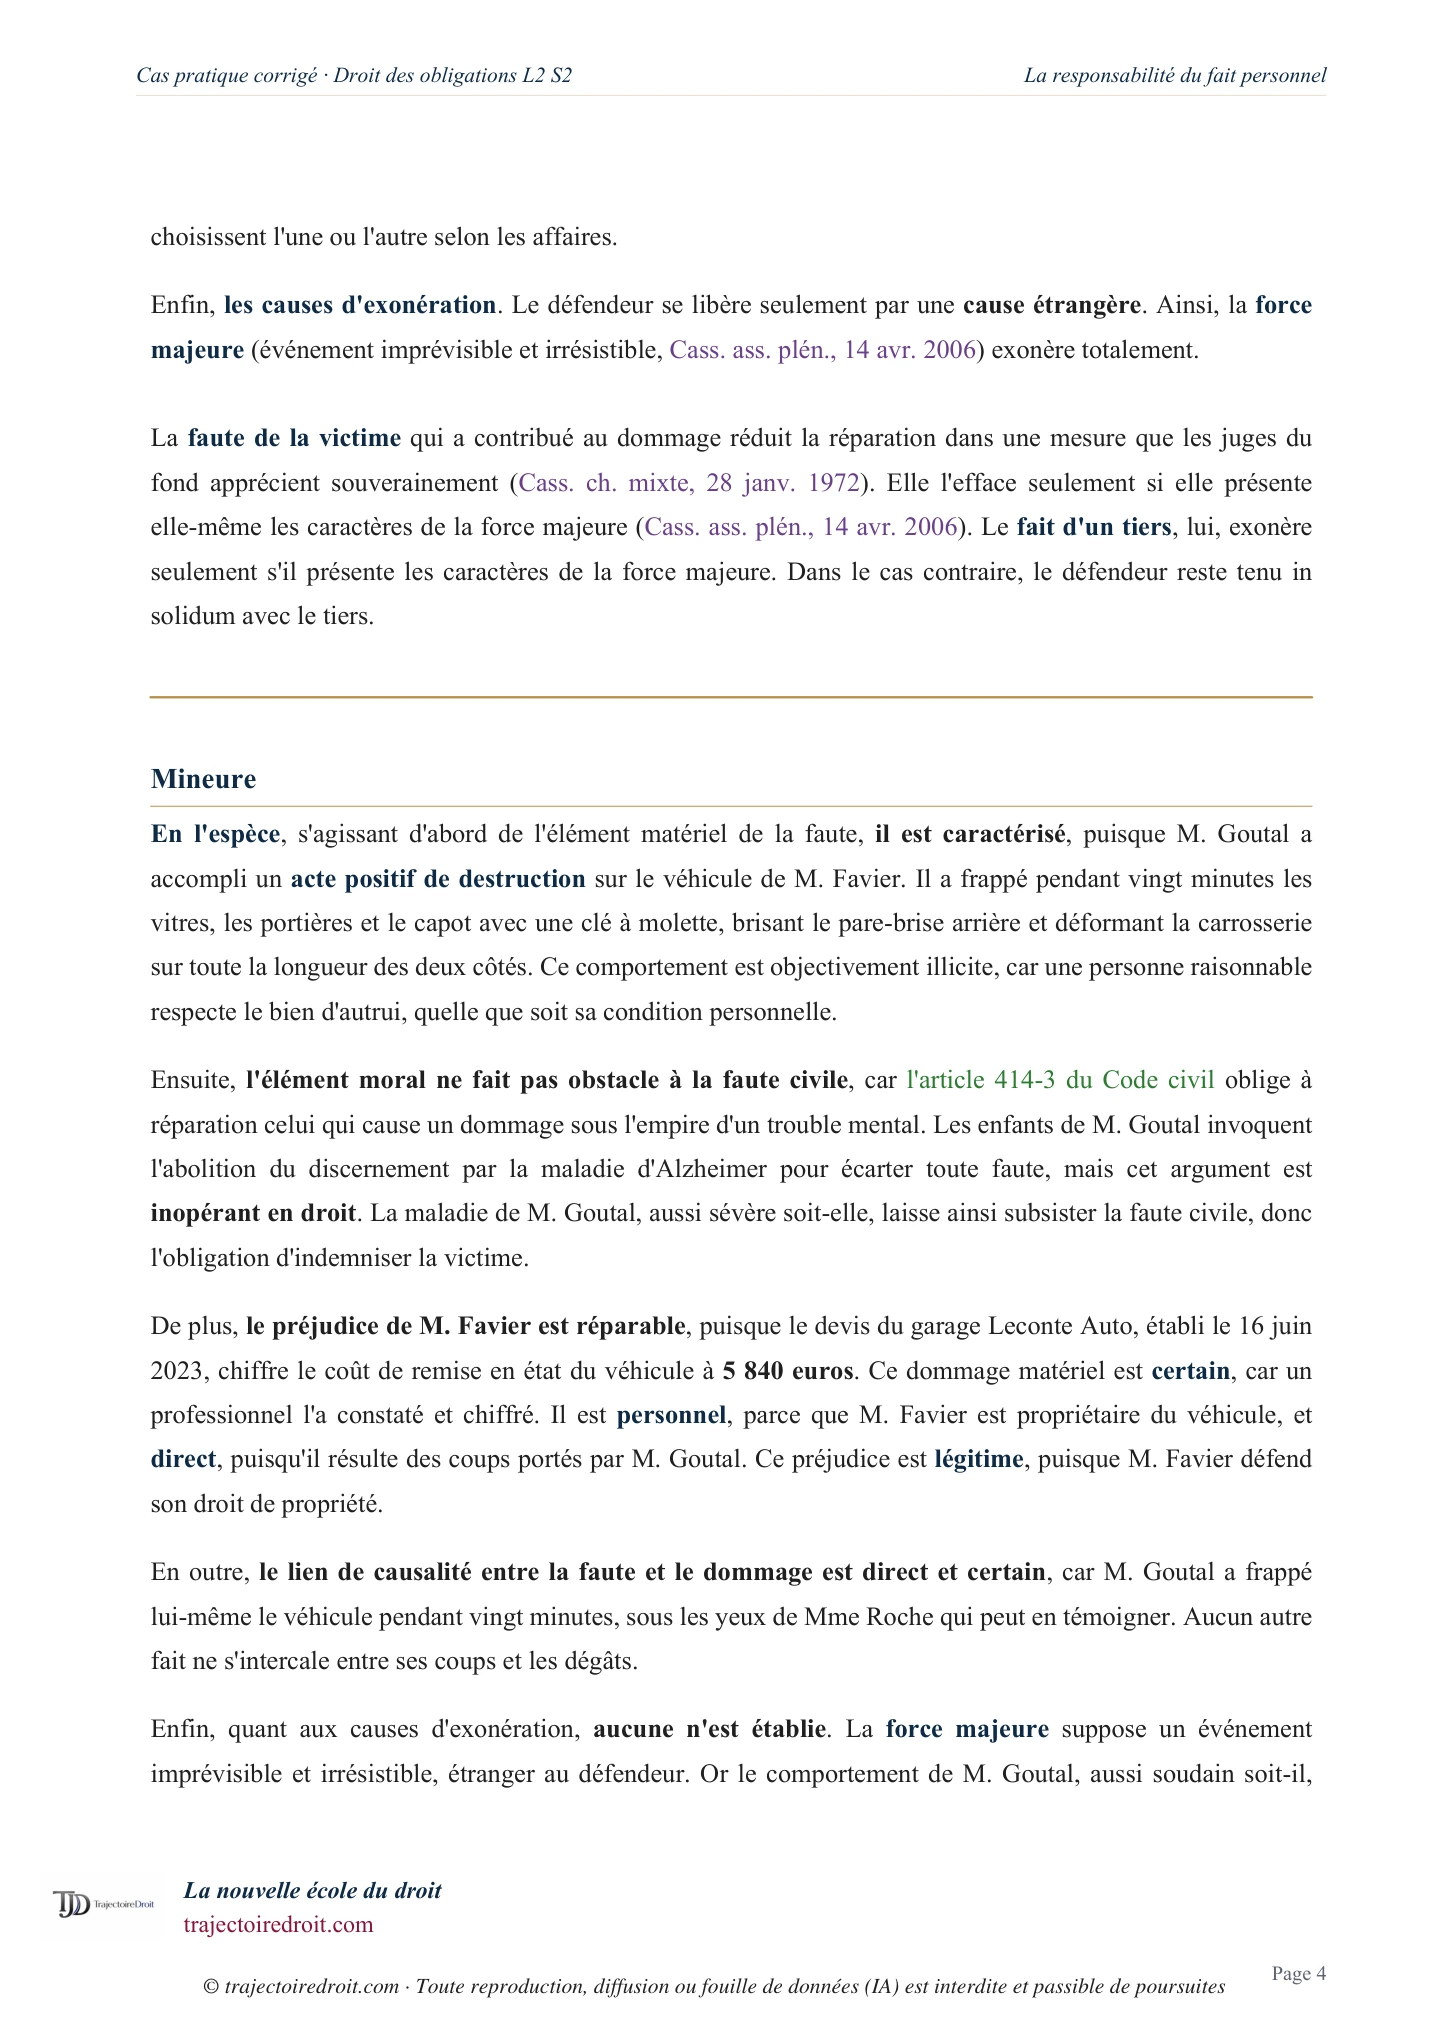 Cas pratique corrigé · Droit des obligations L2 S2
La responsabilité du fait personnel
choisissent l'une ou l'autre selon les affaires.
Enfin, les causes d'exonération. Le défendeur se libère seulement par une cause étrangère. Ainsi, la force
majeure (événement imprévisible et irrésistible, Cass. ass. plén., 14 avr. 2006) exonère totalement.
La faute de la victime qui a contribué au dommage réduit la réparation dans une mesure que les juges du
fond apprécient souverainement (Cass. ch. mixte, 28 janv. 1972). Elle l'efface seulement si elle présente
elle-même les caractères de la force majeure (Cass. ass. plén., 14 avr. 2006). Le fait d'un tiers, lui, exonère
seulement s'il présente les caractères de la force majeure. Dans le cas contraire, le défendeur reste tenu in
solidum avec le tiers.
Mineure
En l'espèce, s'agissant d'abord de l'élément matériel de la faute, il est caractérisé, puisque M. Goutal a
accompli un acte positif de destruction sur le véhicule de M. Favier. Il a frappé pendant vingt minutes les
vitres, les portières et le capot avec une clé à molette, brisant le pare-brise arrière et déformant la carrosserie
sur toute la longueur des deux côtés. Ce comportement est objectivement illicite, car une personne raisonnable
respecte le bien d'autrui, quelle que soit sa condition personnelle.
Ensuite, l'élément moral ne fait pas obstacle à la faute civile, car l'article 414-3 du Code civil oblige à
réparation celui qui cause un dommage sous l'empire d'un trouble mental. Les enfants de M. Goutal invoquent
l'abolition du discernement par la maladie d'Alzheimer pour écarter toute faute, mais cet argument est
inopérant en droit. La maladie de M. Goutal, aussi sévère soit-elle, laisse ainsi subsister la faute civile, donc
l'obligation d'indemniser la victime.
De plus, le préjudice de M. Favier est réparable, puisque le devis du garage Leconte Auto, établi le 16 juin
2023, chiffre le coût de remise en état du véhicule à 5 840 euros. Ce dommage matériel est certain, car un
professionnel l'a constaté et chiffré. Il est personnel, parce que M. Favier est propriétaire du véhicule, et
direct, puisqu'il résulte des coups portés par M. Goutal. Ce préjudice est légitime, puisque M. Favier défend
son droit de propriété.
En outre, le lien de causalité entre la faute et le dommage est direct et certain, car M. Goutal a frappé
lui-même le véhicule pendant vingt minutes, sous les yeux de Mme Roche qui peut en témoigner. Aucun autre
fait ne s'intercale entre ses coups et les dégâts.
Enfin, quant aux causes d'exonération, aucune n'est établie. La force majeure suppose un événement
imprévisible et irrésistible, étranger au défendeur. Or le comportement de M. Goutal, aussi soudain soit-il,
TJD TrajectoireDroit
La nouvelle école du droit
trajectoiredroit.com
© trajectoiredroit.com · Toute reproduction, diffusion ou fouille de données (IA) est interdite et passible de poursuites
Page 4